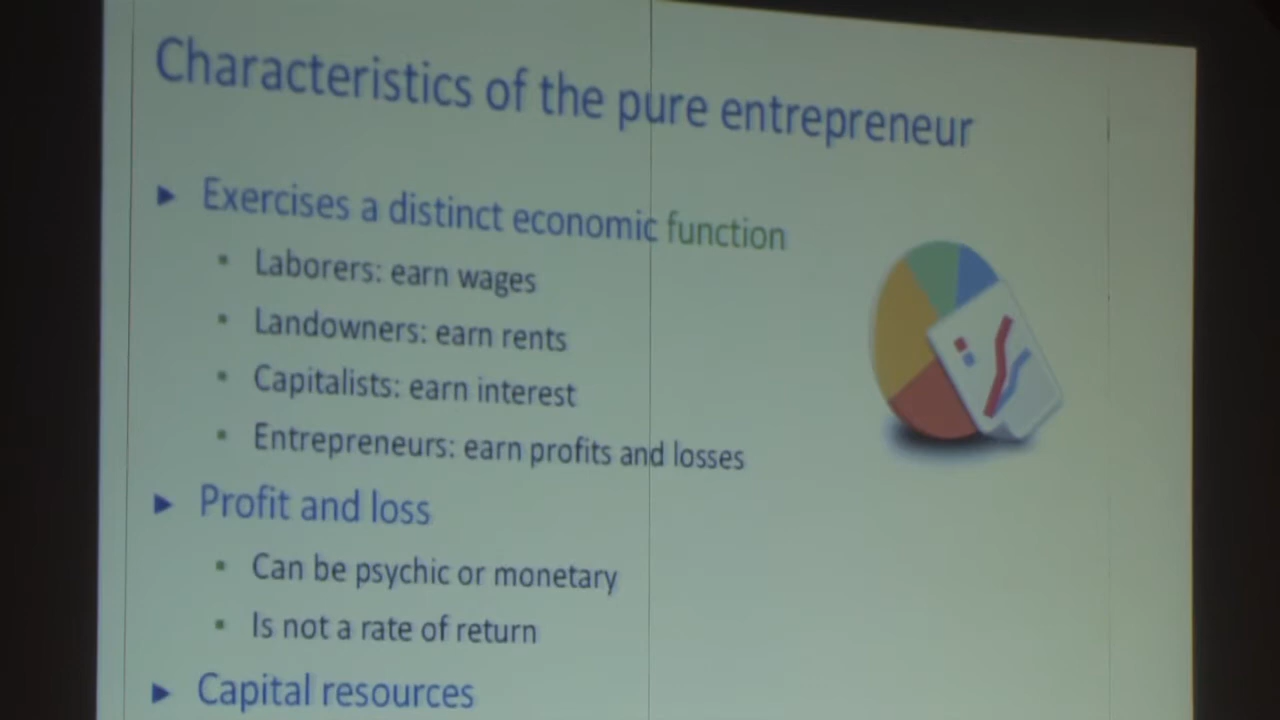 Characteristics of the pure entrepreneur
► Exercises a distinct economic function
• Laborers: earn wages
• Landowners: earn rents
• Capitalists: earn interest
• Entrepreneurs: earn profits and losses
► Profit and loss
• Can be psychic or monetary
• Is not a rate of return
► Capital resources